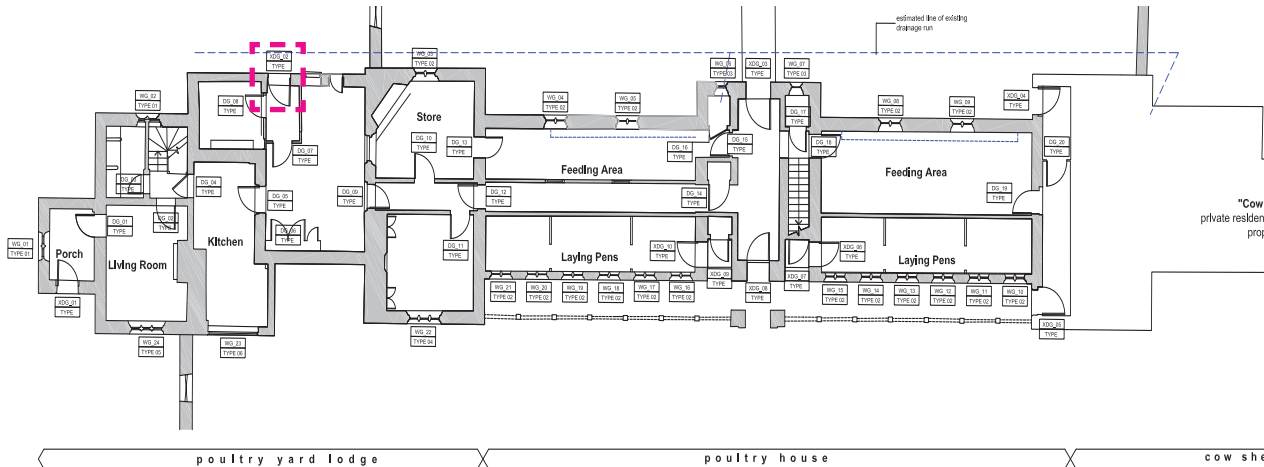 estimated line of existing
drainage run
XDG_02
TYPE
WG_03
TYPE 02
WG_06
TYPE 03
XDG_03
TYPE
WG_07
TYPE 03
WG_02
TYPE 01
DG_08
TYPE
WG_04
TYPE 02
WG_05
TYPE 02
DG_17
TYPE
WG_08
TYPE 02
WG_09
TYPE 02
XDG_04
TYPE
Store
DG_10
TYPE
DG_13
TYPE
DG_15
TYPE
DG_16
TYPE
DG_18
TYPE
DG_20
TYPE
DG_07
TYPE
Feeding Area
Feeding Area
DG_03
TYPE
DG_04
TYPE
DG_05
TYPE
DG_09
TYPE
DG_12
TYPE
DG_14
TYPE
DG_19
TYPE
"Cow
private residen
prop
DG_01
TYPE
DG_02
TYPE
DG_06
TYPE
Kitchen
DG_11
TYPE
WG_01
TYPE 01
Porch
Living Room
Laying Pens
XDG_10
TYPE
XDG_06
TYPE
Laying Pens
XDG_09
TYPE
XDG_07
TYPE
XDG_01
TYPE
WG_21
TYPE 02
WG_20
TYPE 02
WG_19
TYPE 02
WG_18
TYPE 02
WG_17
TYPE 02
WG_16
TYPE 02
XDG_08
TYPE
WG_15
TYPE 02
WG_14
TYPE 02
WG_13
TYPE 02
WG_12
TYPE 02
WG_11
TYPE 02
WG_10
TYPE 02
XDG_05
TYPE
WG_24
TYPE 05
WG_23
TYPE 06
WG_22
TYPE 04
poultry yard lodge
poultry house
cow she